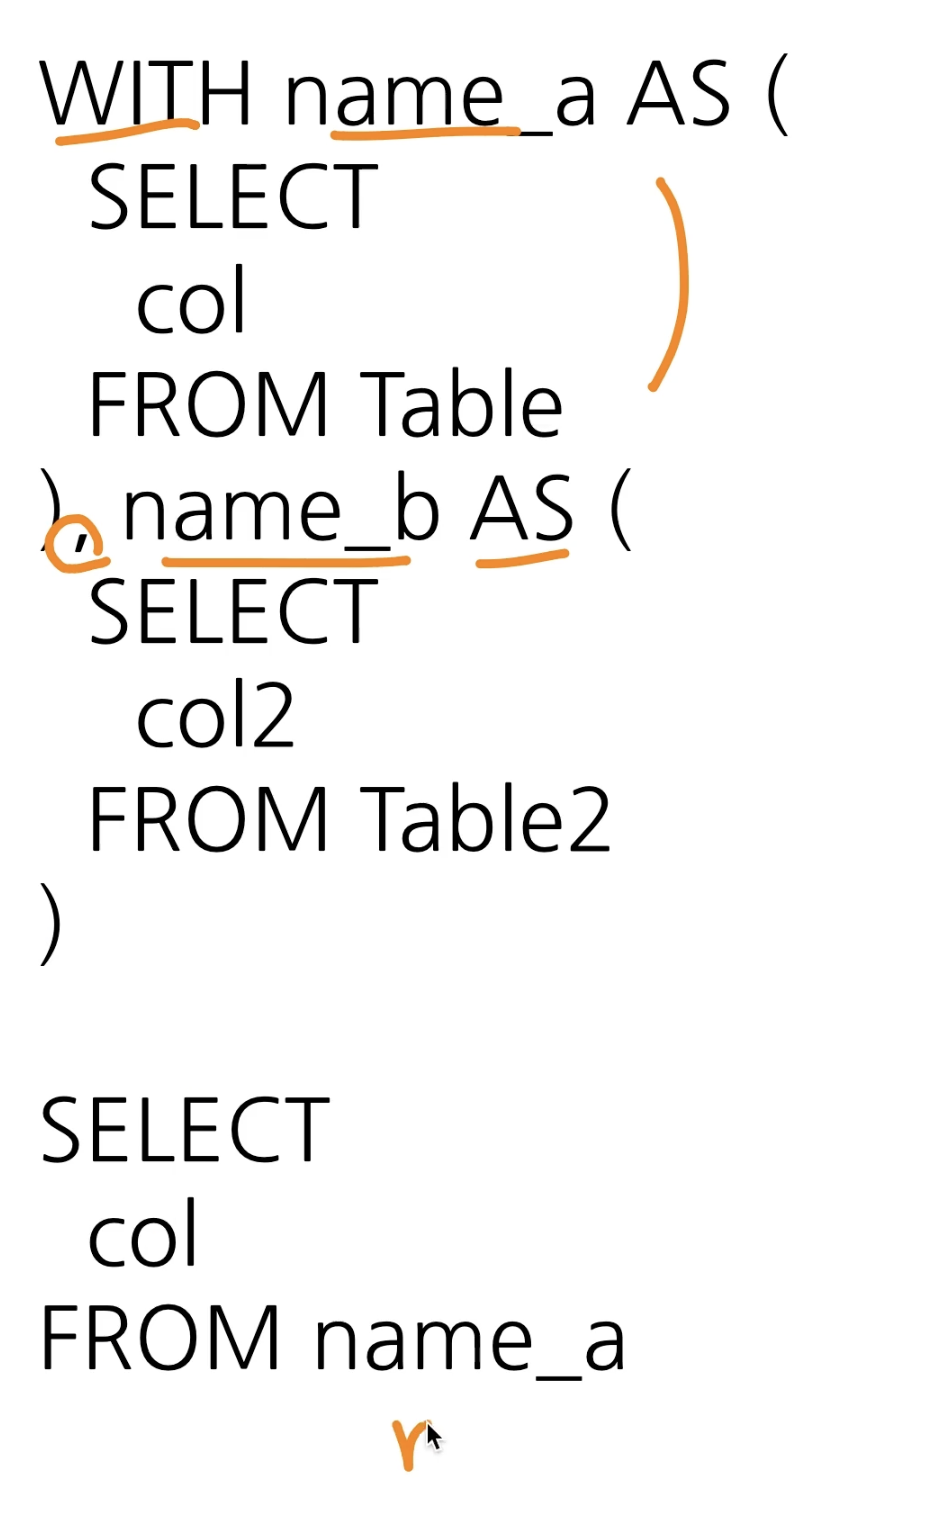 WITH name_a AS (
SELECT
col
FROM Table
), name_b AS (
SELECT
col2
FROM Table2
)
SELECT
col
FROM name_a
r